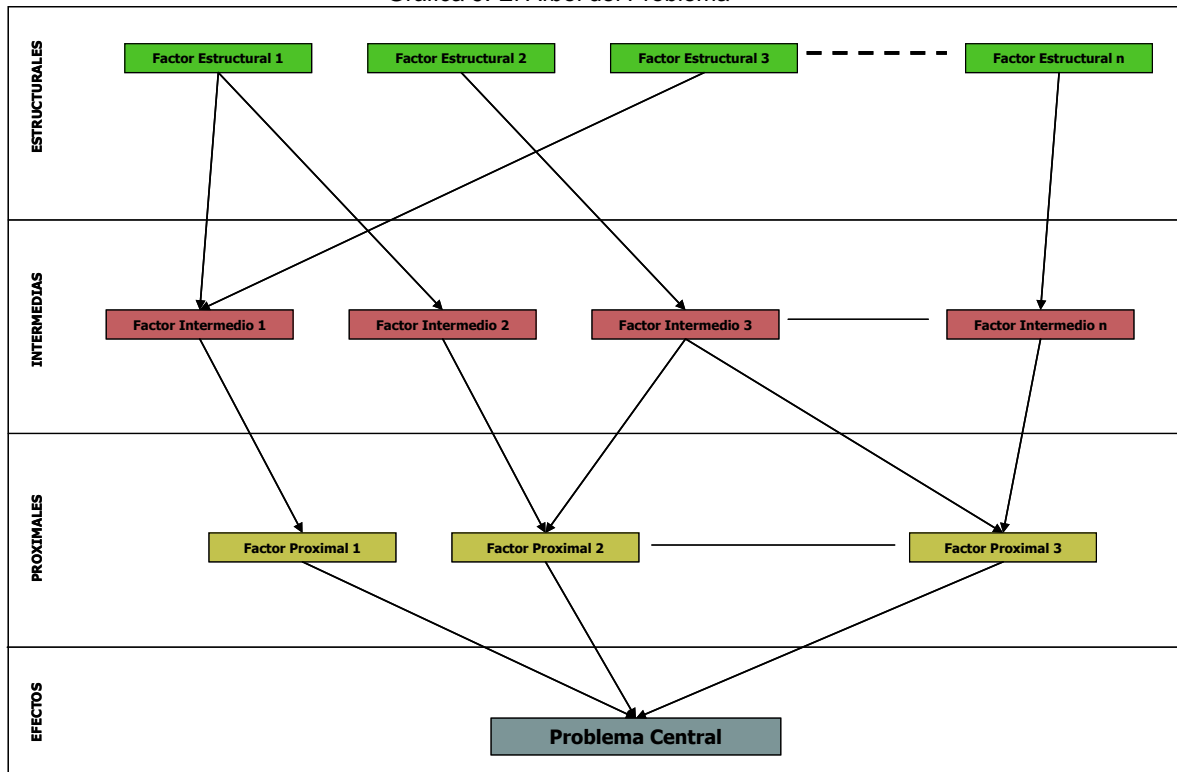 ESTRUCTURALES
Factor Estructural 1
Factor Estructural 2
Factor Estructural 3
Factor Estructural n
INTERMEDIAS
Factor Intermedio 1
Factor Intermedio 2
Factor Intermedio 3
Factor Intermedio n
PROXIMALES
Factor Proximal 1
Factor Proximal 2
Factor Proximal 3
EFECTOS
Problema Central